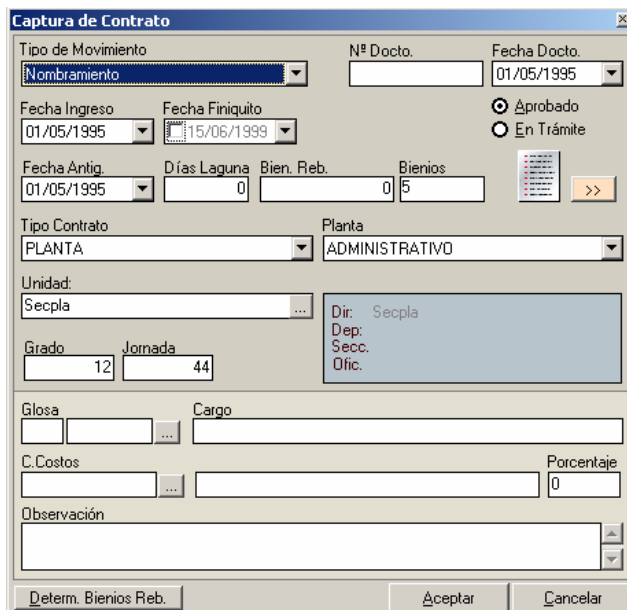 Captura de Contrato
Tipo de Movimiento Nº Docto. Fecha Docto.
Nombramiento 01/05/1995
Fecha Ingreso Fecha Finiquito Aprobado
01/05/1995 15/06/1999 En Trámite
Fecha Antig. Días Laguna Bien. Reb. Bienios
01/05/1995 0 0 5 >>
Tipo Contrato Planta
PLANTA ADMINISTRATIVO
Unidad:
Secpla ... Dir: Secpla
Dep:
Grado Jornada Secc.
12 44 Ofic.
Glosa Cargo
...
C.Costos Porcentaje
... 0
Observación
Determ. Bienios Reb. Aceptar Cancelar